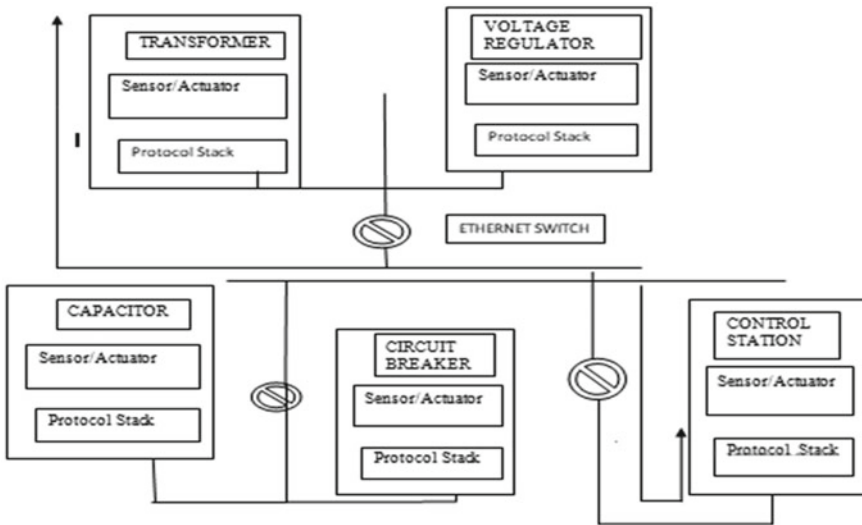 TRANSFORMER
Sensor/Actuator
Protocol Stack
VOLTAGE
REGULATOR
Sensor/Actuator
Protocol Stack
ETHERNET SWITCH
CAPACITOR
Sensor/Actuator
Protocol Stack
CIRCUIT
BREAKER
Sensor/Actuator
Protocol Stack
CONTROL
STATION
Sensor/Actuator
Protocol Stack